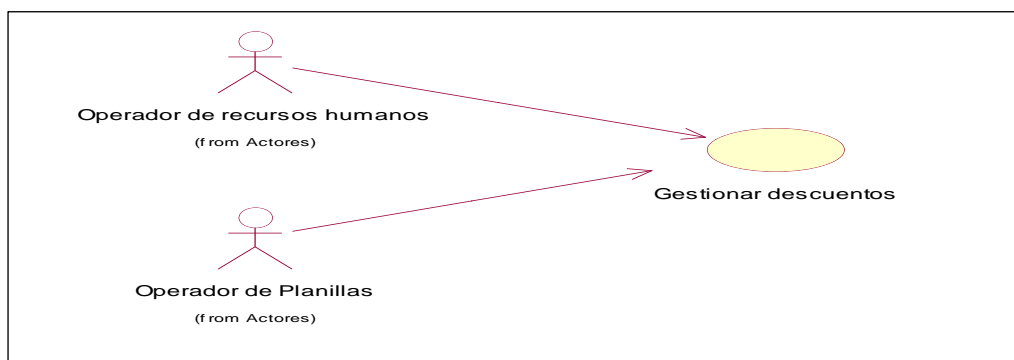 Operador de recursos humanos
(from Actores)
Gestionar descuentos
Operador de Planillas
(from Actores)